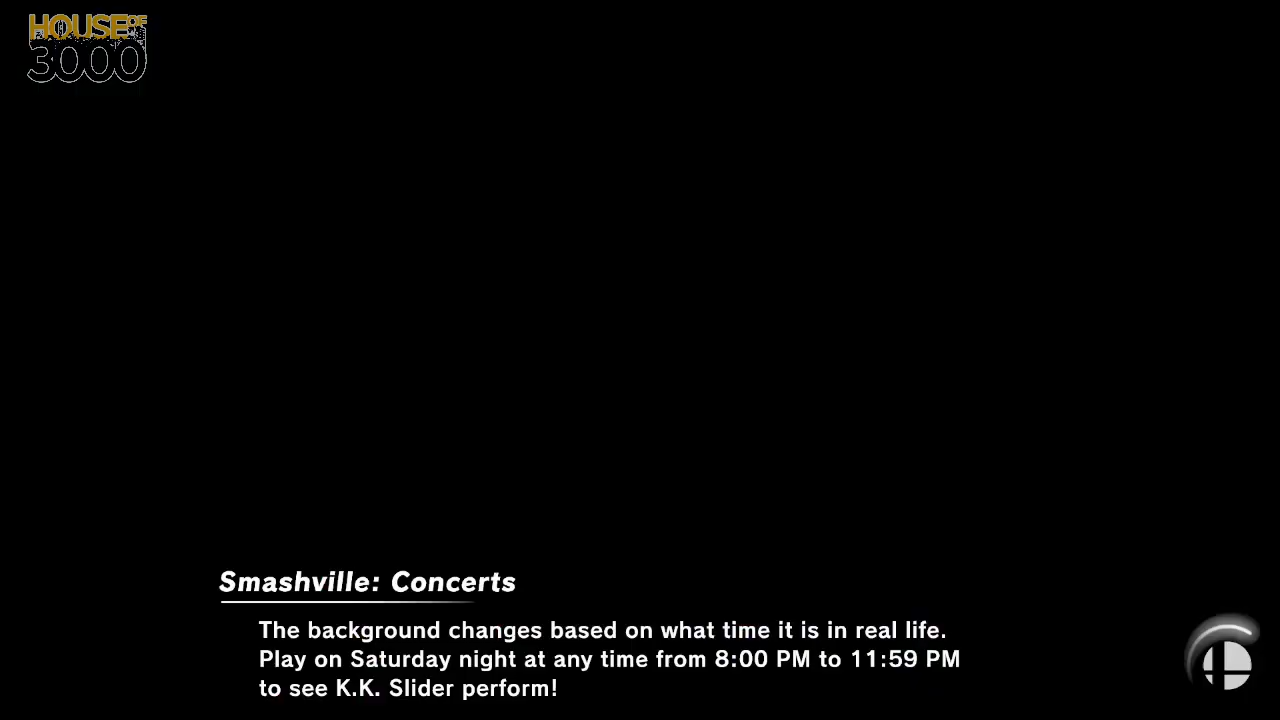 HOUSE OF
3000
Smashville: Concerts
The background changes based on what time it is in real life.
Play on Saturday night at any time from 8:00 PM to 11:59 PM
to see K.K. Slider perform!